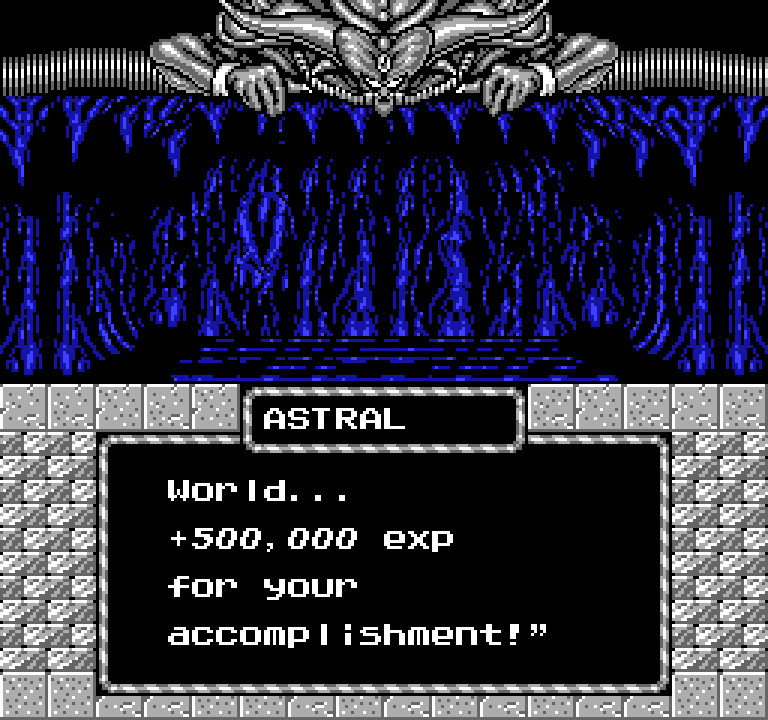 ASTRAL
World...
+500,000 exp
for your
accomplishment!”